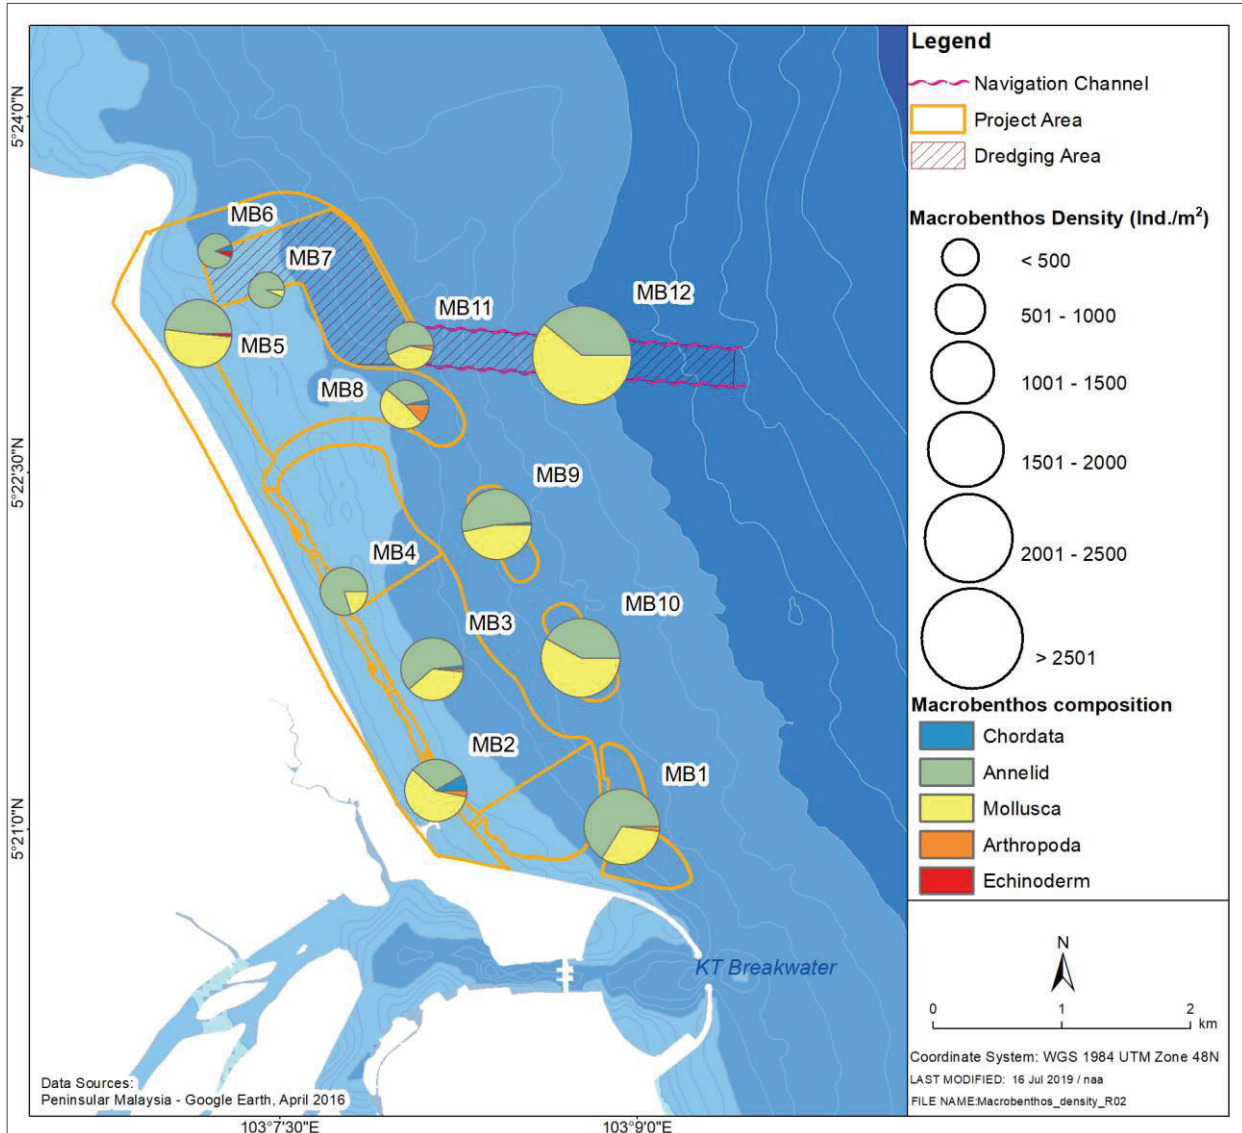 5°24'0"N
5°22'30"N
5°21'0"N
103°7'30"E
103°9'0"E
MB6
MB7
MB11
MB12
MB5
MB8
MB9
MB4
MB10
MB3
MB2
MB1
KT Breakwater
Data Sources:
Peninsular Malaysia - Google Earth, April 2016
Legend
Navigation Channel
Project Area
Dredging Area
Macrobenthos Density (Ind./m²)
< 500
501 - 1000
1001 - 1500
1501 - 2000
2001 - 2500
> 2501
Macrobenthos composition
Chordata
Annelid
Mollusca
Arthropoda
Echinoderm
N
0 1 2
km
Coordinate System: WGS 1984 UTM Zone 48N
LAST MODIFIED: 16 Jul 2019 / naa
FILE NAME:Macrobenthos_density_R02